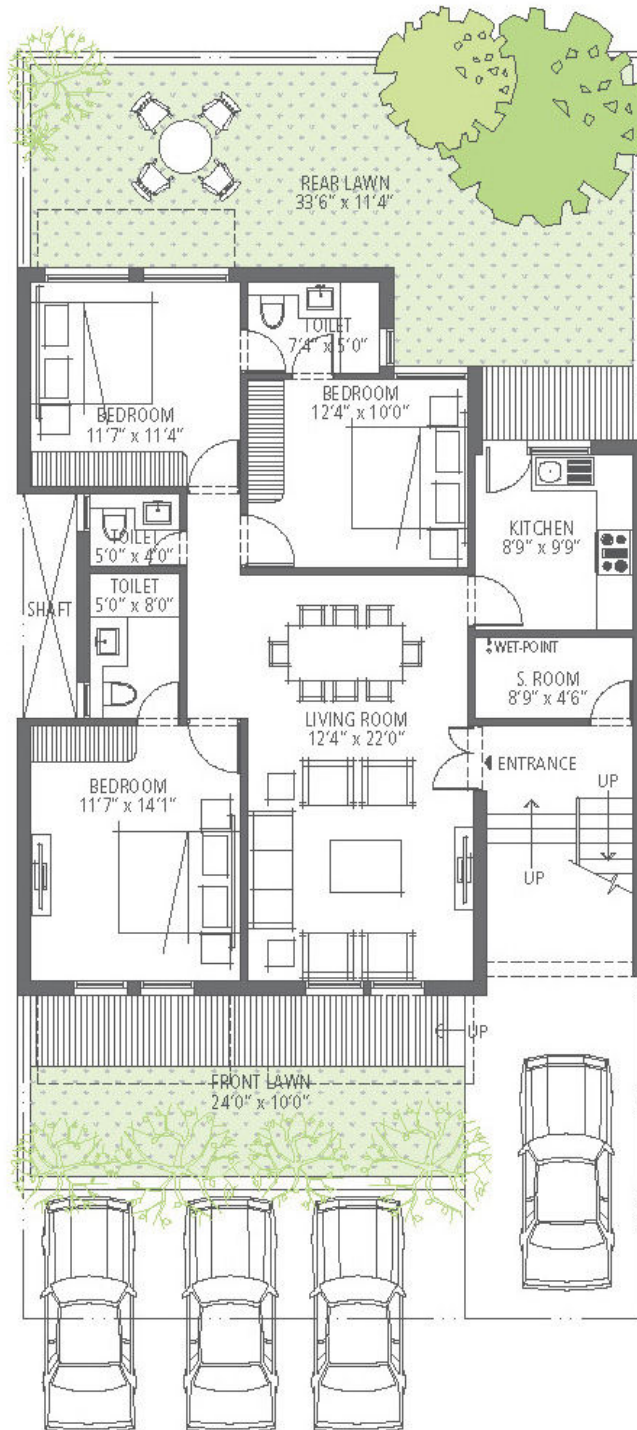 REAR LAWN
33'6" x 11'4"
TOILET
7'4" x 5'0"
BEDROOM
11'7" x 11'4"
BEDROOM
12'4" x 10'0"
TOILET
5'0" x 4'0"
KITCHEN
8'9" x 9'9"
TOILET
5'0" x 8'0"
SHAFT
WET-POINT
S. ROOM
8'9" x 4'6"
LIVING ROOM
12'4" x 22'0"
ENTRANCE
BEDROOM
11'7" x 14'1"
UP
UP
UP
FRONT LAWN
24'0" x 10'0"